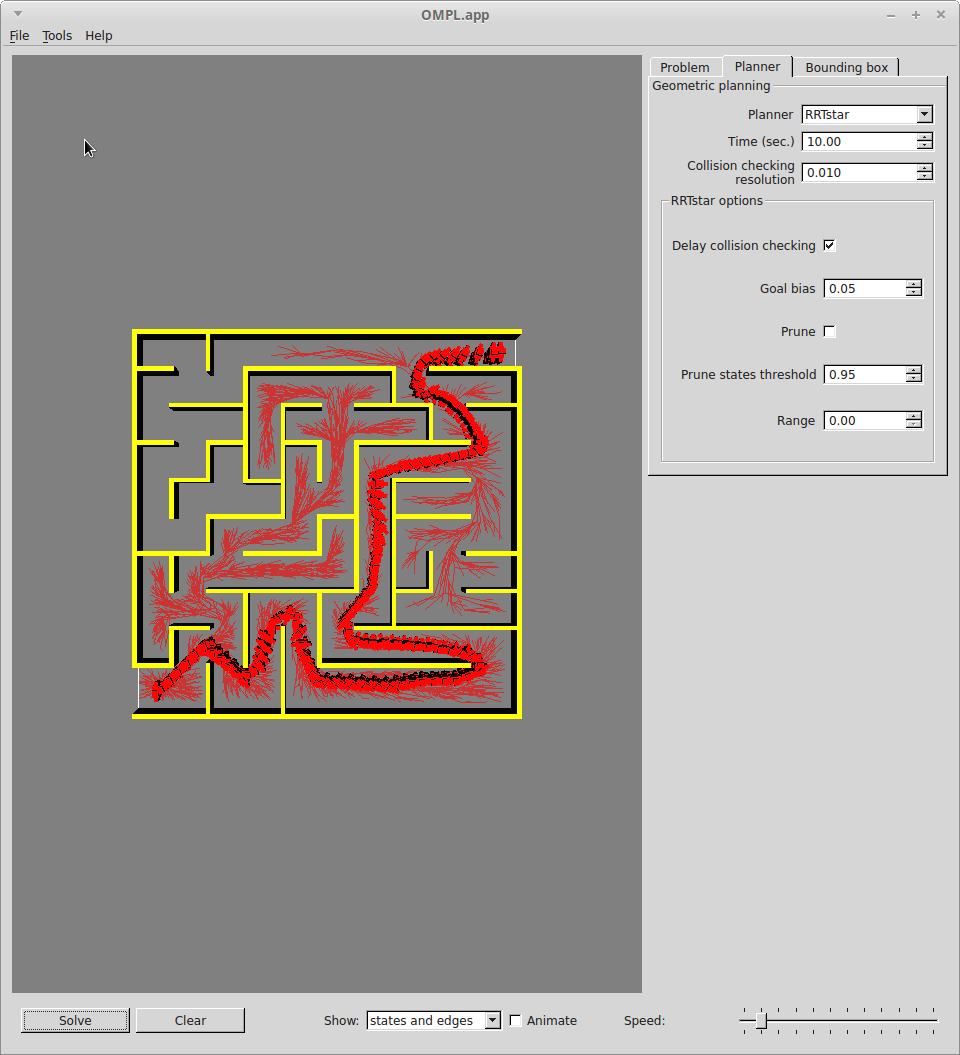 OMPL.app
File Tools Help
Problem Planner Bounding box
Geometric planning
Planner RRTstar
Time (sec.) 10.00
Collision checking
resolution 0.010
RRTstar options
Delay collision checking
Goal bias 0.05
Prune
Prune states threshold 0.95
Range 0.00
Solve Clear Show: states and edges Animate Speed: